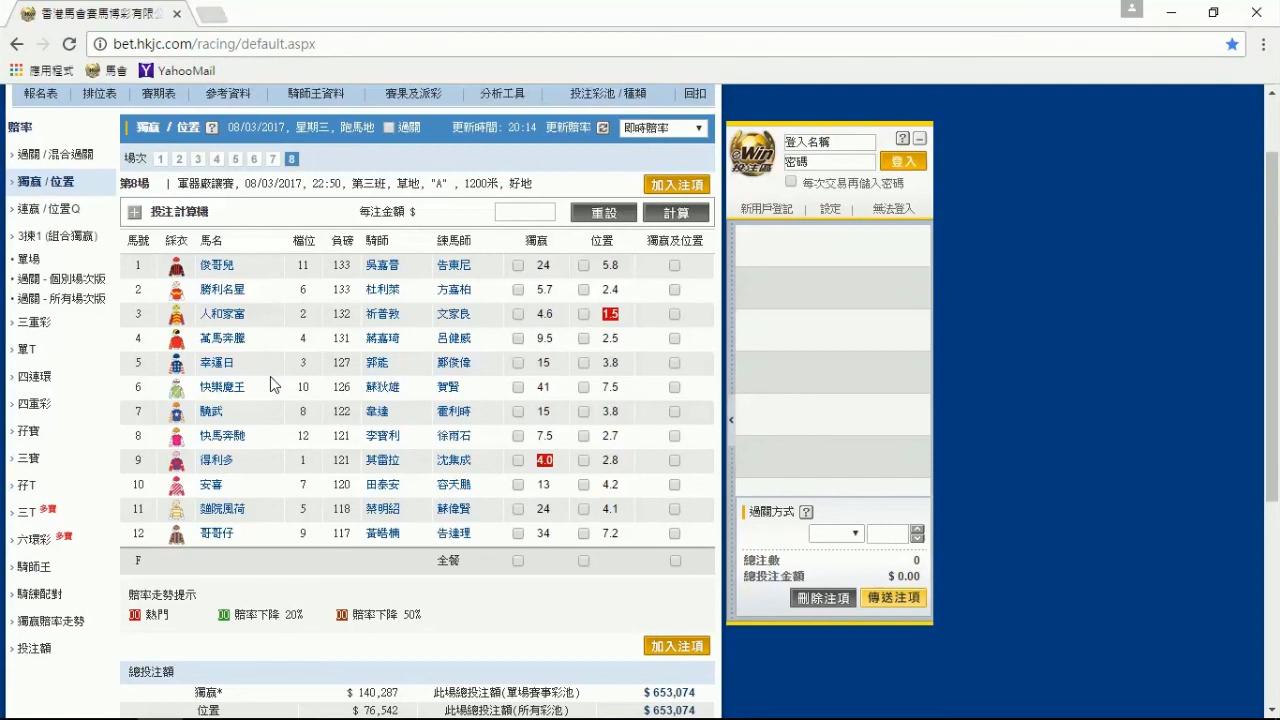 香港馬會賽馬博彩有限公
bet.hkjc.com/racing/default.aspx
應用程式 馬會 YahooMail
報名表 排位表 賽期表 參考資料 騎師王資料 賽果及派彩 分析工具 投注彩池 / 種類 回扣
賠率
過關 / 混合過關
獨贏 / 位置
連贏 / 位置Q
3揀1 (組合獨贏)
單場
過關 - 個別場次版
過關 - 所有場次版
三重彩
單T
四連環
四重彩
孖寶
三寶
孖T
三T 多寶
六環彩 多寶
騎師王
騎練配對
獨贏賠率走勢
投注額
獨贏 / 位置 ? 08/03/2017, 星期三, 跑馬地 過關 更新時間: 20:14 更新賠率 即時賠率
場次 1 2 3 4 5 6 7 8
第8場 | 軍器廠讓賽, 08/03/2017, 22:50, 第三班, 草地, "A" , 1200米, 好地 加入注項
投注計算機 每注金額 $ 重設 計算
馬號 綵衣 馬名 檔位 負磅 騎師 練馬師 獨贏 位置 獨贏及位置
1 俊哥兒 11 133 吳嘉晉 告東尼 24 5.8
2 勝利名星 6 133 杜利萊 方嘉柏 5.7 2.4
3 人和家富 2 132 祈普敦 文家良 4.6 1.5
4 萬馬奔騰 4 131 蔣嘉琦 呂健威 9.5 2.5
5 幸運日 3 127 郭能 鄭俊偉 15 3.8
6 快樂魔王 10 126 蘇狄雄 賀賢 41 7.5
7 驍武 8 122 韋達 霍利時 15 3.8
8 快馬奔馳 12 121 李寶利 徐雨石 7.5 2.7
9 得利多 1 121 莫雷拉 沈集成 4.0 2.8
10 安喜 7 120 田泰安 容天鵬 13 4.2
11 麵院風荷 5 118 蔡明紹 蘇偉賢 24 4.1
12 哥哥仔 9 117 黃皓楠 告達理 34 7.2
F 全餐
賠率走勢提示
10 熱門 10 賠率下降 20% 10 賠率下降 50%
加入注項
總投注額
獨贏* $ 140,287 此場總投注額(單場賽事彩池) $ 653,074
位置 $ 76,542 此場總投注額(所有彩池) $ 653,074
eWin
投注區
登入名稱
密碼 登入
每次交易再儲入密碼
新用戶登記 | 設定 | 無法登入
過關方式 ?
總注數 0
總投注金額 $ 0.00
刪除注項 傳送注項